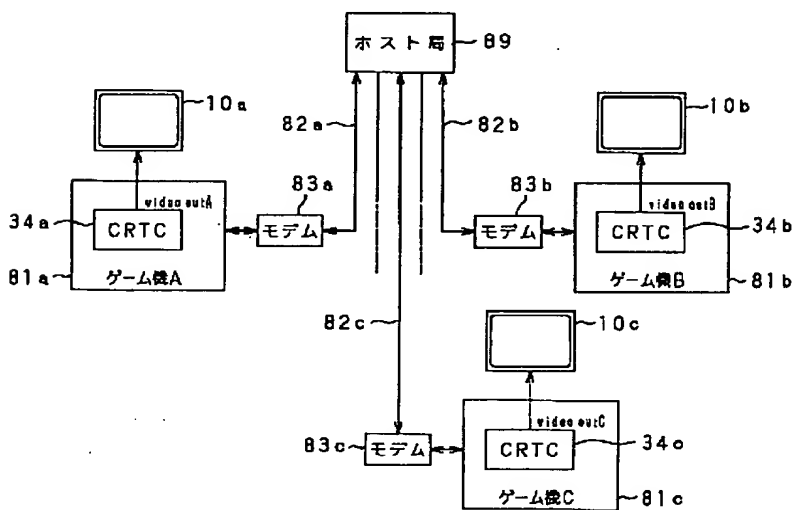 ホスト局
89
10a
10b
82a
82b
video outA
83a
83b
video outB
34a
CRTC
モデム
モデム
CRTC
34b
81a
ゲーム機A
ゲーム機B
81b
82c
10c
video outC
83c
モデム
CRTC
34c
ゲーム機C
81c